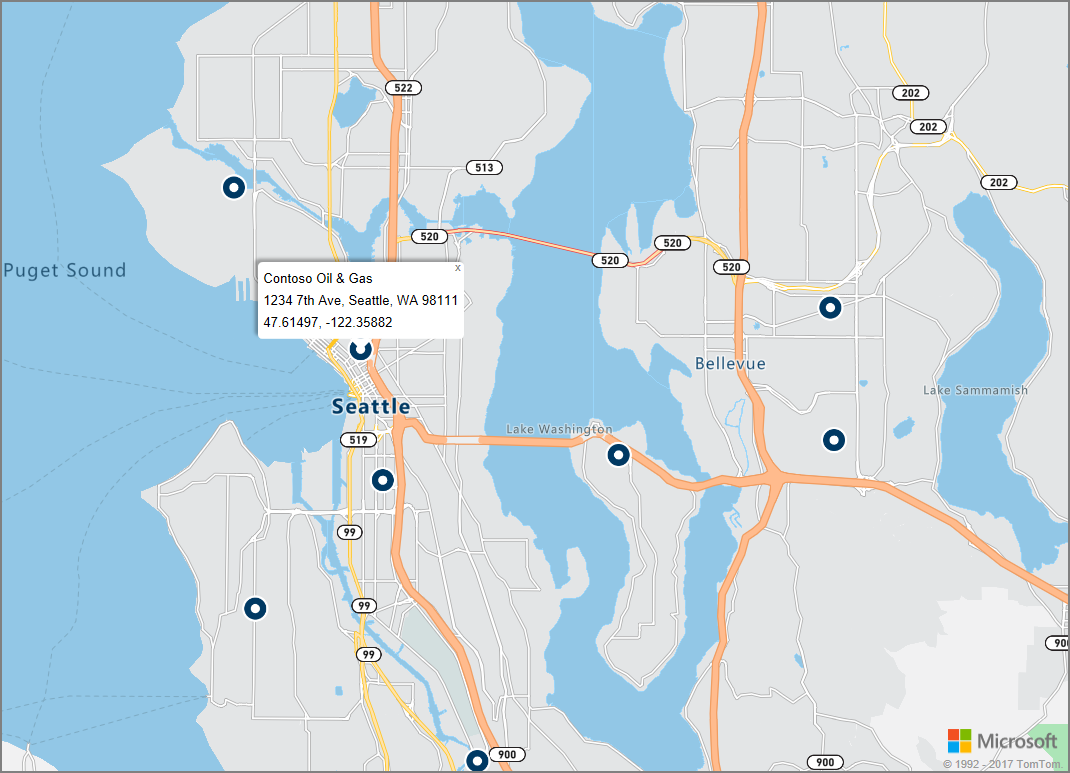 522
202
202
513
202
520
520
520
520
Puget Sound
x
Contoso Oil & Gas
1234 7th Ave, Seattle, WA 98111
47.61497, -122.35882
Bellevue
Lake Sammamish
Seattle
Lake Washington
519
99
99
99
900
900
Microsoft
© 1992 - 2017 TomTom.